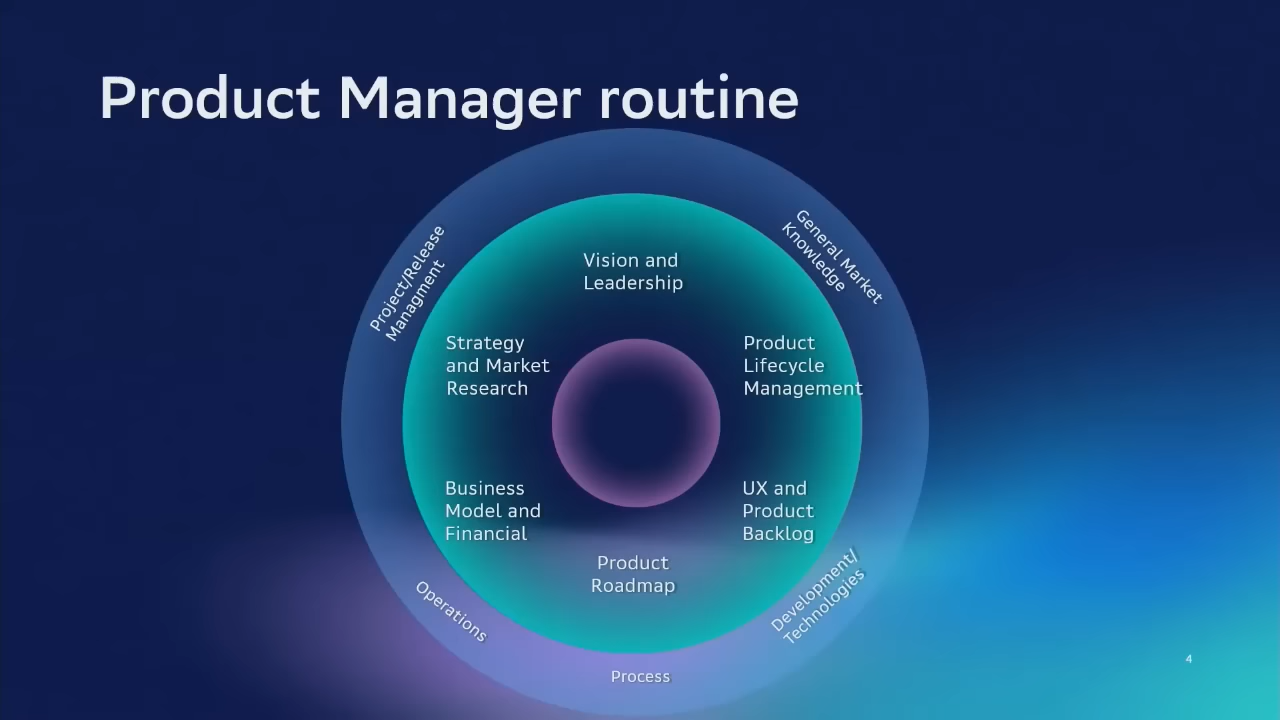 Product Manager routine
Project/Release
Managment
General Market
Knowledge
Vision and
Leadership
Strategy
and Market
Research
Product
Lifecycle
Management
Business
Model and
Financial
UX and
Product
Backlog
Product
Roadmap
Operations
Development/
Technologies
Process
4